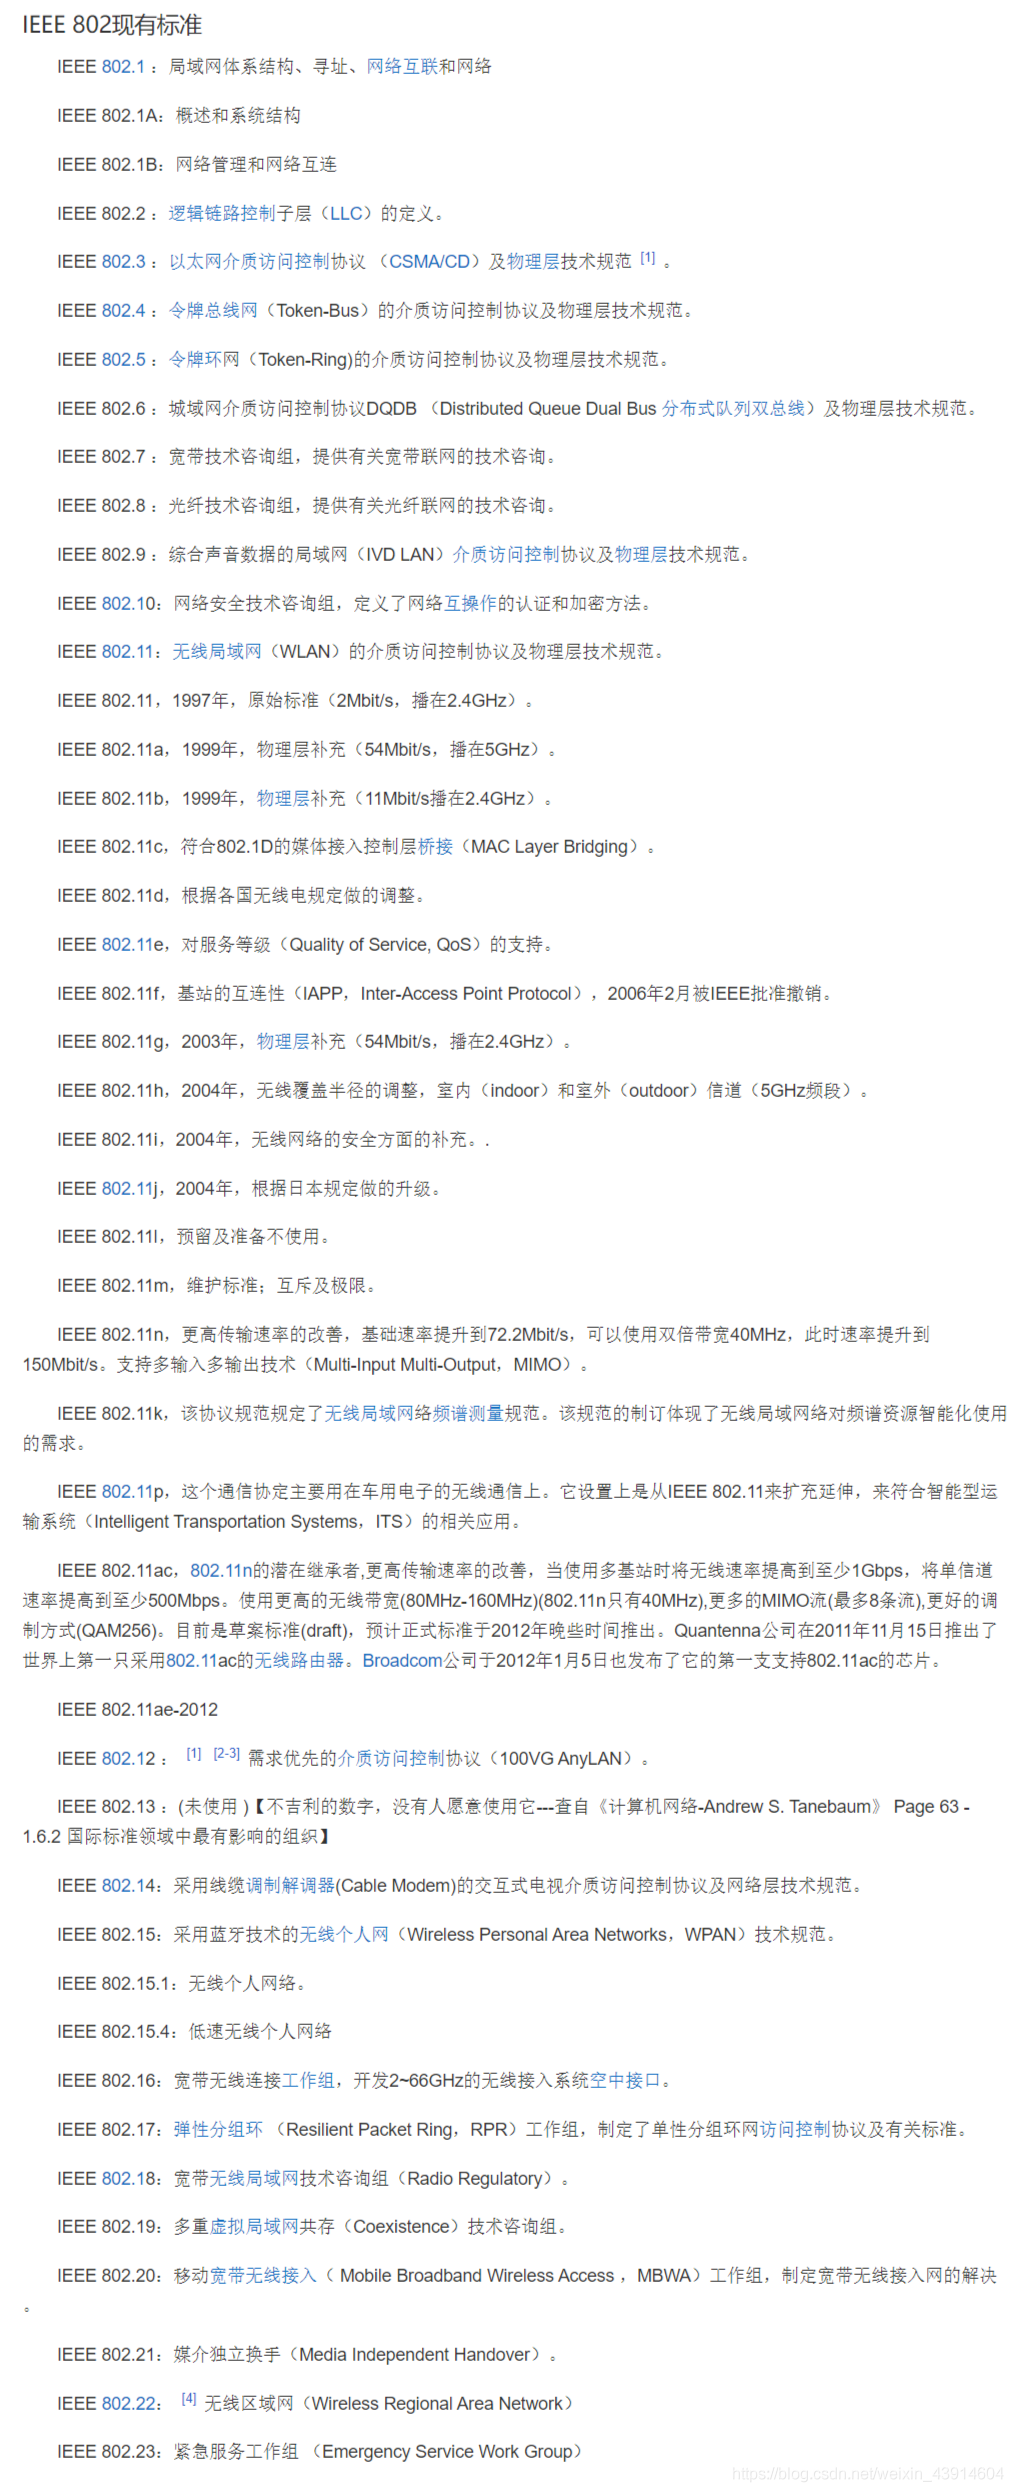 IEEE 802现有标准
IEEE 802.1 ：局域网体系结构、寻址、网络互联和网络
IEEE 802.1A：概述和系统结构
IEEE 802.1B：网络管理和网络互连
IEEE 802.2 ：逻辑链路控制子层（LLC）的定义。
IEEE 802.3 ：以太网介质访问控制协议 （CSMA/CD）及物理层技术规范 [1] 。
IEEE 802.4 ：令牌总线网（Token-Bus）的介质访问控制协议及物理层技术规范。
IEEE 802.5 ：令牌环网（Token-Ring)的介质访问控制协议及物理层技术规范。
IEEE 802.6 ：城域网介质访问控制协议DQDB （Distributed Queue Dual Bus 分布式队列双总线）及物理层技术规范。
IEEE 802.7 ：宽带技术咨询组，提供有关宽带联网的技术咨询。
IEEE 802.8 ：光纤技术咨询组，提供有关光纤联网的技术咨询。
IEEE 802.9 ：综合声音数据的局域网（IVD LAN）介质访问控制协议及物理层技术规范。
IEEE 802.10：网络安全技术咨询组，定义了网络互操作的认证和加密方法。
IEEE 802.11：无线局域网（WLAN）的介质访问控制协议及物理层技术规范。
IEEE 802.11，1997年，原始标准（2Mbit/s，播在2.4GHz）。
IEEE 802.11a，1999年，物理层补充（54Mbit/s，播在5GHz）。
IEEE 802.11b，1999年，物理层补充（11Mbit/s播在2.4GHz）。
IEEE 802.11c，符合802.1D的媒体接入控制层桥接（MAC Layer Bridging）。
IEEE 802.11d，根据各国无线电规定做的调整。
IEEE 802.11e，对服务等级（Quality of Service, QoS）的支持。
IEEE 802.11f，基站的互连性（IAPP，Inter-Access Point Protocol），2006年2月被IEEE批准撤销。
IEEE 802.11g，2003年，物理层补充（54Mbit/s，播在2.4GHz）。
IEEE 802.11h，2004年，无线覆盖半径的调整，室内（indoor）和室外（outdoor）信道（5GHz频段）。
IEEE 802.11i，2004年，无线网络的安全方面的补充。.
IEEE 802.11j，2004年，根据日本规定做的升级。
IEEE 802.11l，预留及准备不使用。
IEEE 802.11m，维护标准；互斥及极限。
IEEE 802.11n，更高传输速率的改善，基础速率提升到72.2Mbit/s，可以使用双倍带宽40MHz，此时速率提升到
150Mbit/s。支持多输入多输出技术（Multi-Input Multi-Output，MIMO）。
IEEE 802.11k，该协议规范规定了无线局域网络频谱测量规范。该规范的制订体现了无线局域网络对频谱资源智能化使用
的需求。
IEEE 802.11p，这个通信协定主要用在车用电子的无线通信上。它设置上是从IEEE 802.11来扩充延伸，来符合智能型运
输系统（Intelligent Transportation Systems，ITS）的相关应用。
IEEE 802.11ac，802.11n的潜在继承者,更高传输速率的改善，当使用多基站时将无线速率提高到至少1Gbps，将单信道
速率提高到至少500Mbps。使用更高的无线带宽(80MHz-160MHz)(802.11n只有40MHz),更多的MIMO流(最多8条流),更好的调
制方式(QAM256)。目前是草案标准(draft)，预计正式标准于2012年晚些时间推出。Quantenna公司在2011年11月15日推出了
世界上第一只采用802.11ac的无线路由器。Broadcom公司于2012年1月5日也发布了它的第一支支持802.11ac的芯片。
IEEE 802.11ae-2012
IEEE 802.12 ： [1] [2-3] 需求优先的介质访问控制协议（100VG AnyLAN）。
IEEE 802.13 ：(未使用 )【不吉利的数字，没有人愿意使用它---查自《计算机网络-Andrew S. Tanebaum》 Page 63 -
1.6.2 国际标准领域中最有影响的组织】
IEEE 802.14：采用线缆调制解调器(Cable Modem)的交互式电视介质访问控制协议及网络层技术规范。
IEEE 802.15：采用蓝牙技术的无线个人网（Wireless Personal Area Networks，WPAN）技术规范。
IEEE 802.15.1：无线个人网络。
IEEE 802.15.4：低速无线个人网络
IEEE 802.16：宽带无线连接工作组，开发2~66GHz的无线接入系统空中接口。
IEEE 802.17：弹性分组环 （Resilient Packet Ring，RPR）工作组，制定了单性分组环网访问控制协议及有关标准。
IEEE 802.18：宽带无线局域网技术咨询组（Radio Regulatory）。
IEEE 802.19：多重虚拟局域网共存（Coexistence）技术咨询组。
IEEE 802.20：移动宽带无线接入（ Mobile Broadband Wireless Access ，MBWA）工作组，制定宽带无线接入网的解决
。
IEEE 802.21：媒介独立换手（Media Independent Handover）。
IEEE 802.22： [4] 无线区域网（Wireless Regional Area Network）
IEEE 802.23：紧急服务工作组 （Emergency Service Work Group）
https://blog.csdn.net/weixin_43914604